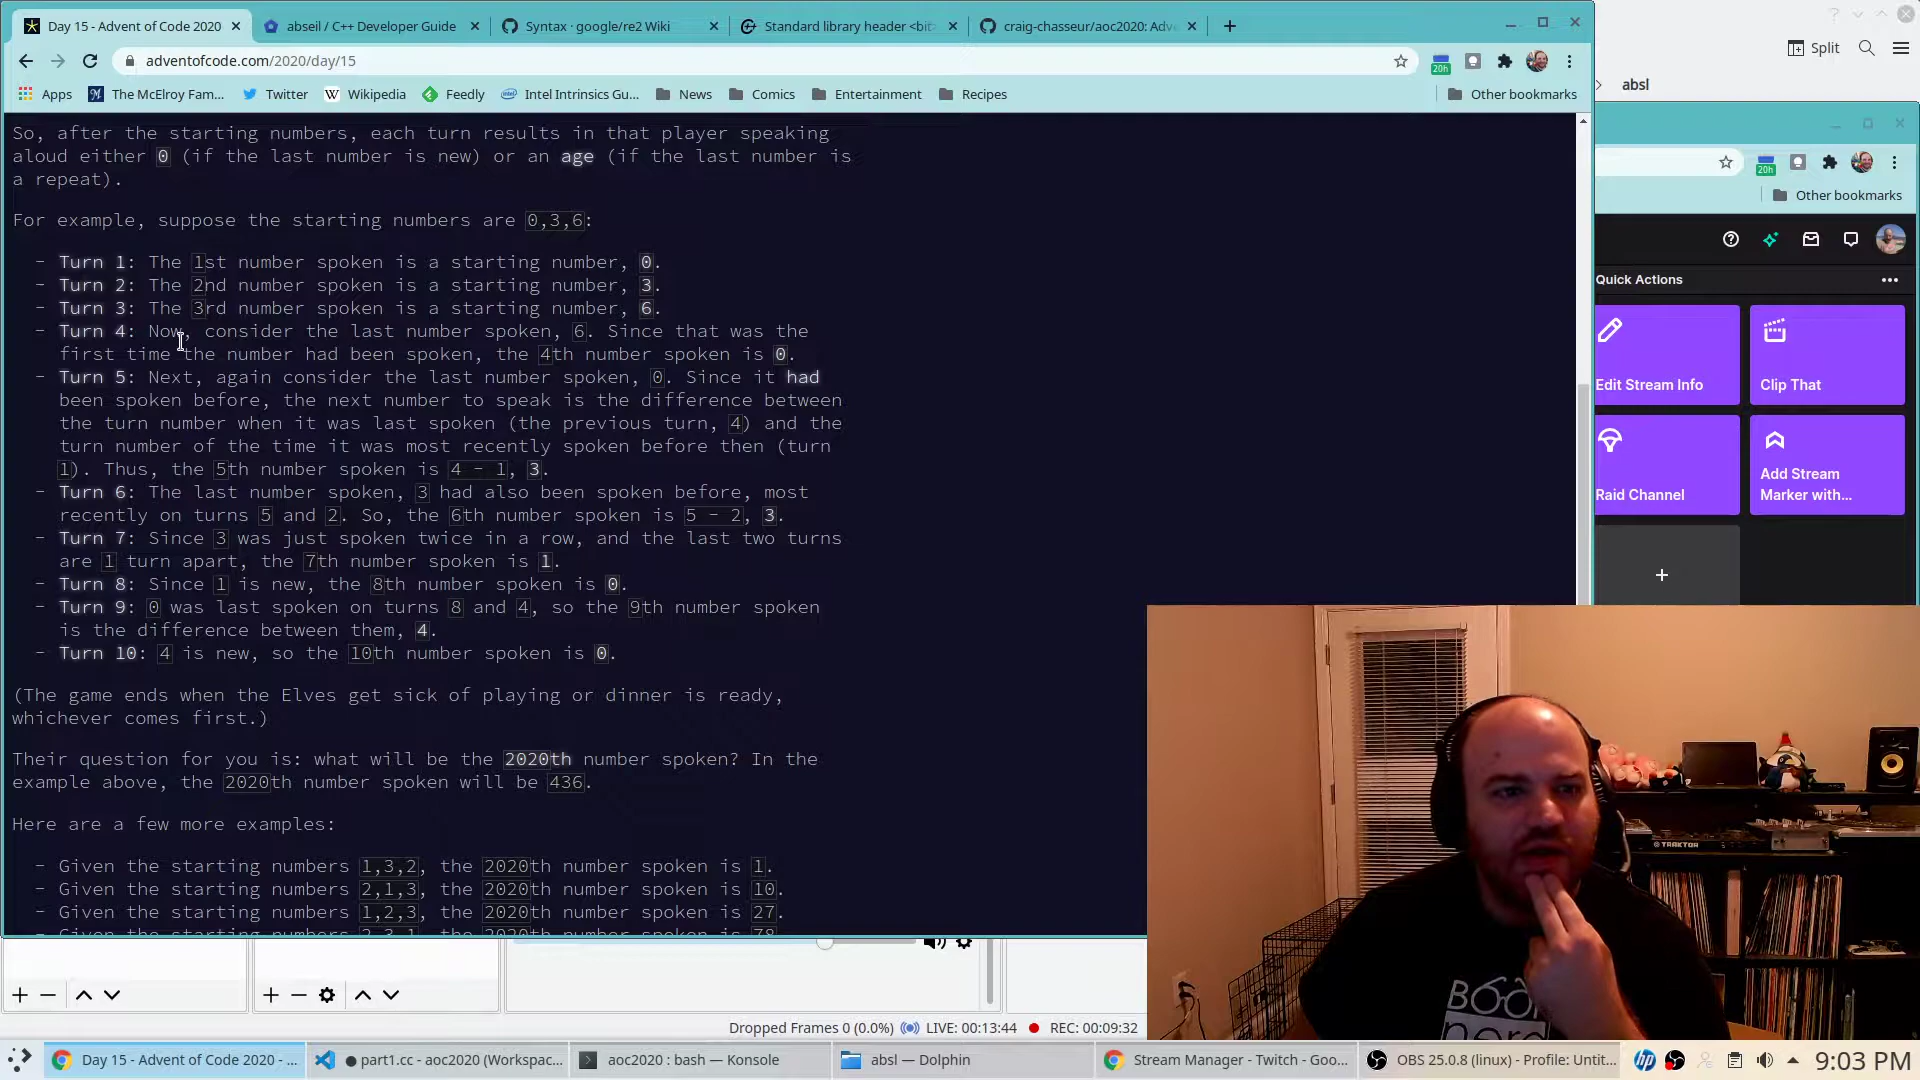 Day 15 - Advent of Code 2020
abseil / C++ Developer Guide
Syntax · google/re2 Wiki
Standard library header <bit>
craig-chasseur/aoc2020: Adve
Split
adventofcode.com/2020/day/15
20h
absl
Apps
The McElroy Fam...
Twitter
Wikipedia
Feedly
Intel Intrinsics Gu...
News
Comics
Entertainment
Recipes
Other bookmarks
20h
Other bookmarks
So, after the starting numbers, each turn results in that player speaking
aloud either 0 (if the last number is new) or an age (if the last number is
a repeat).
For example, suppose the starting numbers are 0,3,6:
- Turn 1: The 1st number spoken is a starting number, 0.
- Turn 2: The 2nd number spoken is a starting number, 3.
- Turn 3: The 3rd number spoken is a starting number, 6.
- Turn 4: Now, consider the last number spoken, 6. Since that was the
first time the number had been spoken, the 4th number spoken is 0.
- Turn 5: Next, again consider the last number spoken, 0. Since it had
been spoken before, the next number to speak is the difference between
the turn number when it was last spoken (the previous turn, 4) and the
turn number of the time it was most recently spoken before then (turn
1). Thus, the 5th number spoken is 4 - 1, 3.
- Turn 6: The last number spoken, 3 had also been spoken before, most
recently on turns 5 and 2. So, the 6th number spoken is 5 - 2, 3.
- Turn 7: Since 3 was just spoken twice in a row, and the last two turns
are 1 turn apart, the 7th number spoken is 1.
- Turn 8: Since 1 is new, the 8th number spoken is 0.
- Turn 9: 0 was last spoken on turns 8 and 4, so the 9th number spoken
is the difference between them, 4.
- Turn 10: 4 is new, so the 10th number spoken is 0.
(The game ends when the Elves get sick of playing or dinner is ready,
whichever comes first.)
Their question for you is: what will be the 2020th number spoken? In the
example above, the 2020th number spoken will be 436.
Here are a few more examples:
- Given the starting numbers 1,3,2, the 2020th number spoken is 1.
- Given the starting numbers 2,1,3, the 2020th number spoken is 10.
- Given the starting numbers 1,2,3, the 2020th number spoken is 27.
- Given the starting numbers 2,3,1, the 2020th number spoken is 78.
Quick Actions
Edit Stream Info
Clip That
Raid Channel
Add Stream
Marker with...
TRAKTOR
Dropped Frames 0 (0.0%)
LIVE: 00:13:44
REC: 00:09:32
Day 15 - Advent of Code 2020 - ...
● part1.cc - aoc2020 (Workspac...
aoc2020 : bash — Konsole
absl — Dolphin
Stream Manager - Twitch - Goo...
OBS 25.0.8 (linux) - Profile: Untit...
9:03 PM